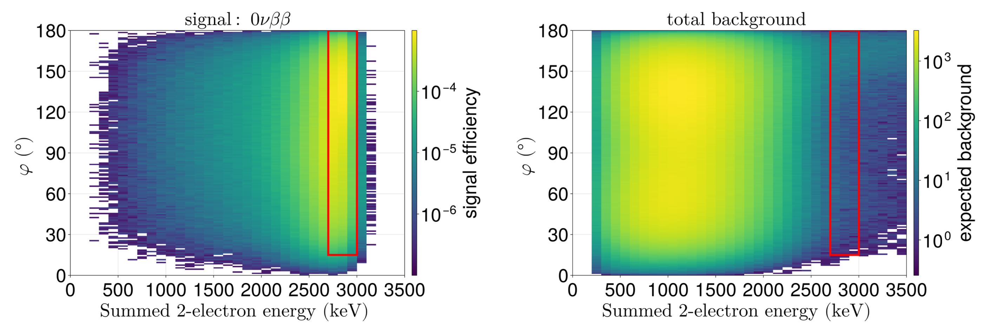 signal : 0νββ
180
150
120
90
60
30
0
φ (°)
0 500 1000 1500 2000 2500 3000 3500
Summed 2-electron energy (keV)
10⁻⁴
10⁻⁵
10⁻⁶
signal efficiency
total background
180
150
120
90
60
30
0
φ (°)
0 500 1000 1500 2000 2500 3000 3500
Summed 2-electron energy (keV)
10³
10²
10¹
10⁰
expected background